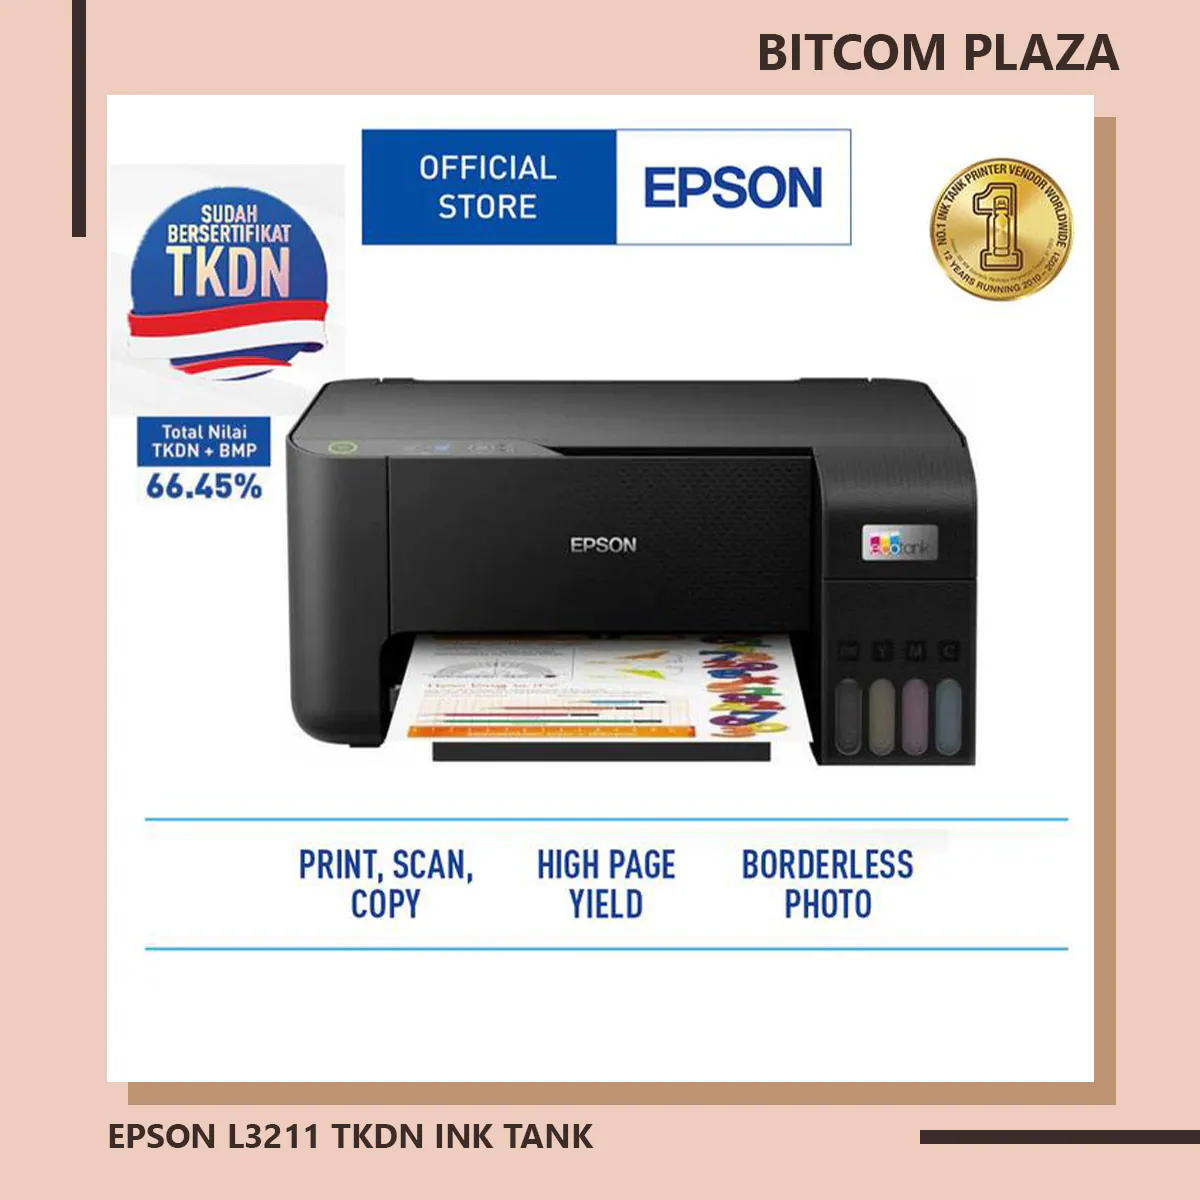 BITCOM PLAZA
OFFICIAL
STORE
EPSON
NO.1 INK TANK PRINTER VENDOR WORLDWIDE
1
12 YEARS RUNNING 2010 – 2021
SUDAH
BERSERTIFIKAT
TKDN
Total Nilai
TKDN + BMP
66.45%
EPSON
ecotank
BK Y M C
PRINT, SCAN,
COPY
HIGH PAGE
YIELD
BORDERLESS
PHOTO
EPSON L3211 TKDN INK TANK